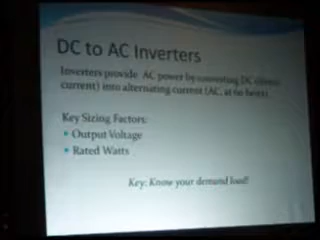 DC to AC Inverters
Inverters provide AC power by converting DC (direct
current) into alternating current (AC, at 60 hertz).
Key Sizing Factors:
Output Voltage
Rated Watts
Key: Know your demand load!